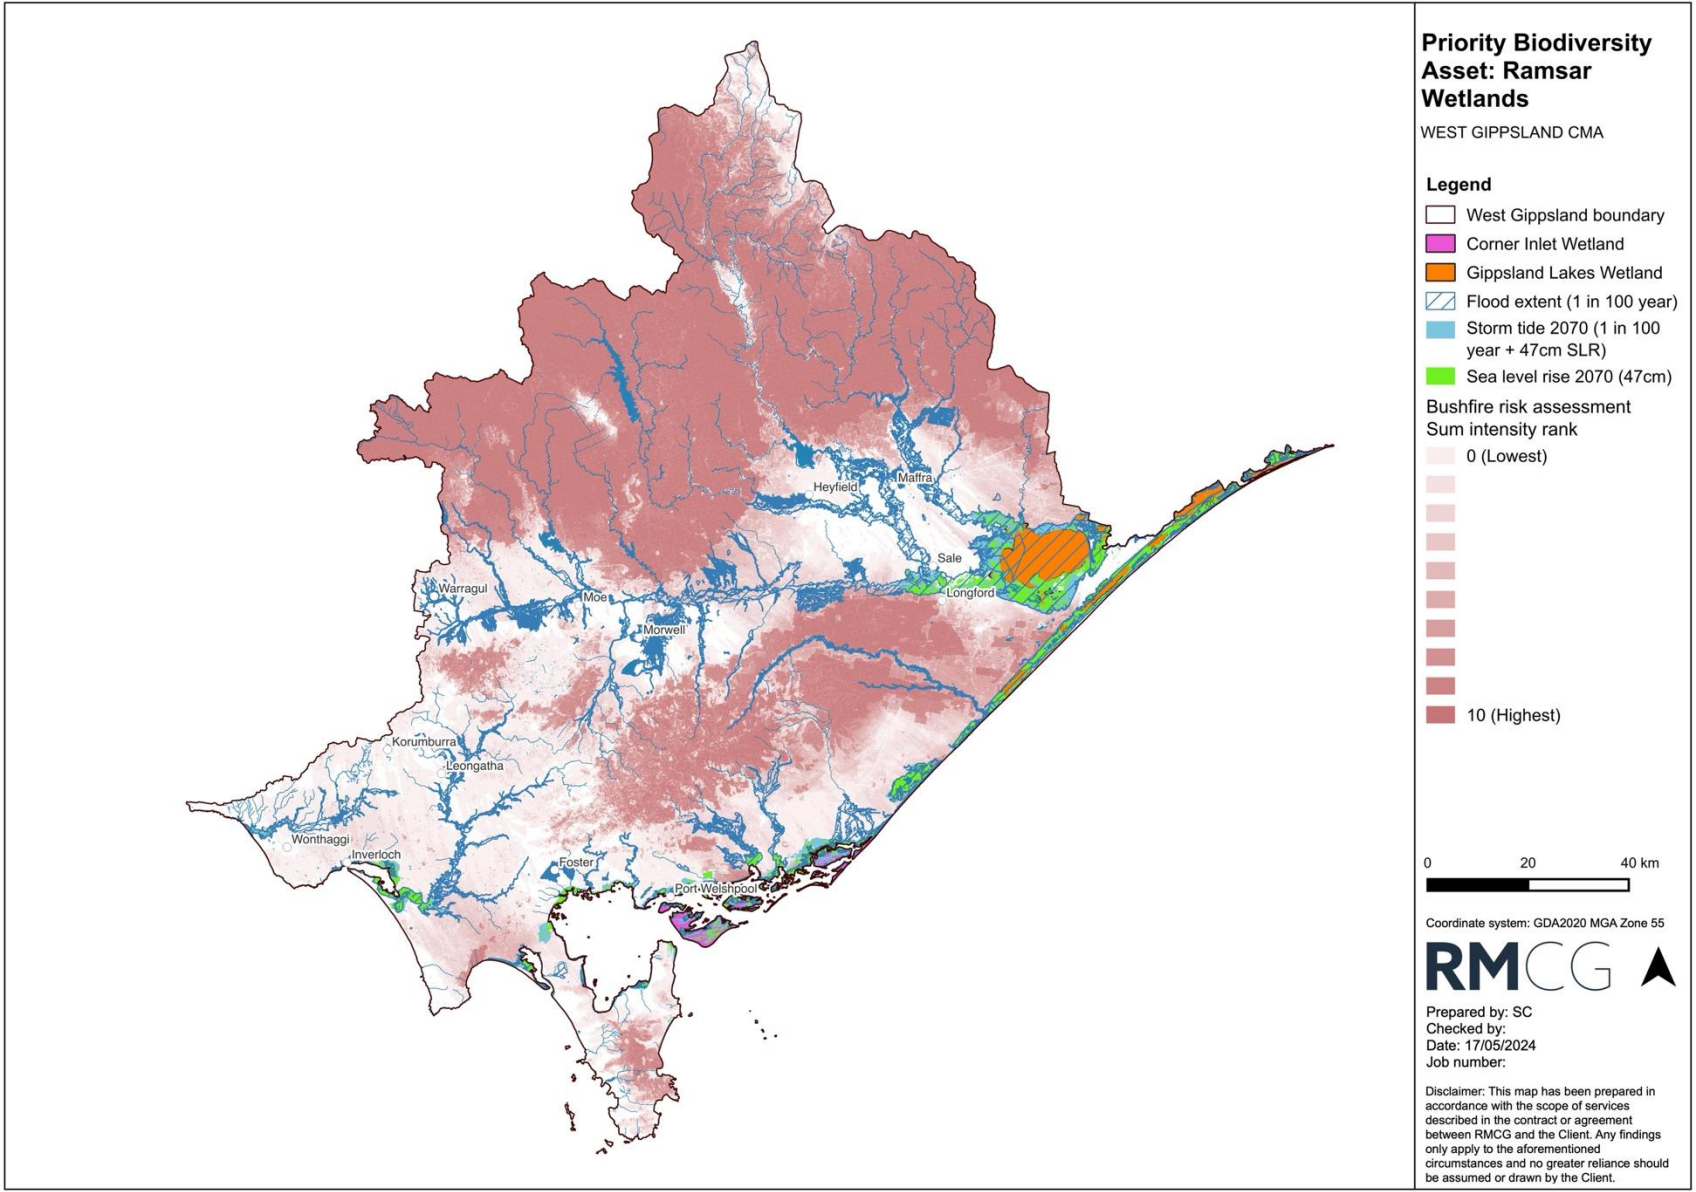 Priority Biodiversity
Asset: Ramsar
Wetlands
WEST GIPPSLAND CMA
Legend
West Gippsland boundary
Corner Inlet Wetland
Gippsland Lakes Wetland
Flood extent (1 in 100 year)
Storm tide 2070 (1 in 100
year + 47cm SLR)
Sea level rise 2070 (47cm)
Bushfire risk assessment
Sum intensity rank
0 (Lowest)
10 (Highest)
Heyfield
Maffra
Sale
Longford
Warragul
Moe
Morwell
Korumburra
Leongatha
Wonthaggi
Inverloch
Foster
Port Welshpool
0 20 40 km
Coordinate system: GDA2020 MGA Zone 55
RMCG
Prepared by: SC
Checked by:
Date: 17/05/2024
Job number:
Disclaimer: This map has been prepared in
accordance with the scope of services
described in the contract or agreement
between RMCG and the Client. Any findings
only apply to the aforementioned
circumstances and no greater reliance should
be assumed or drawn by the Client.